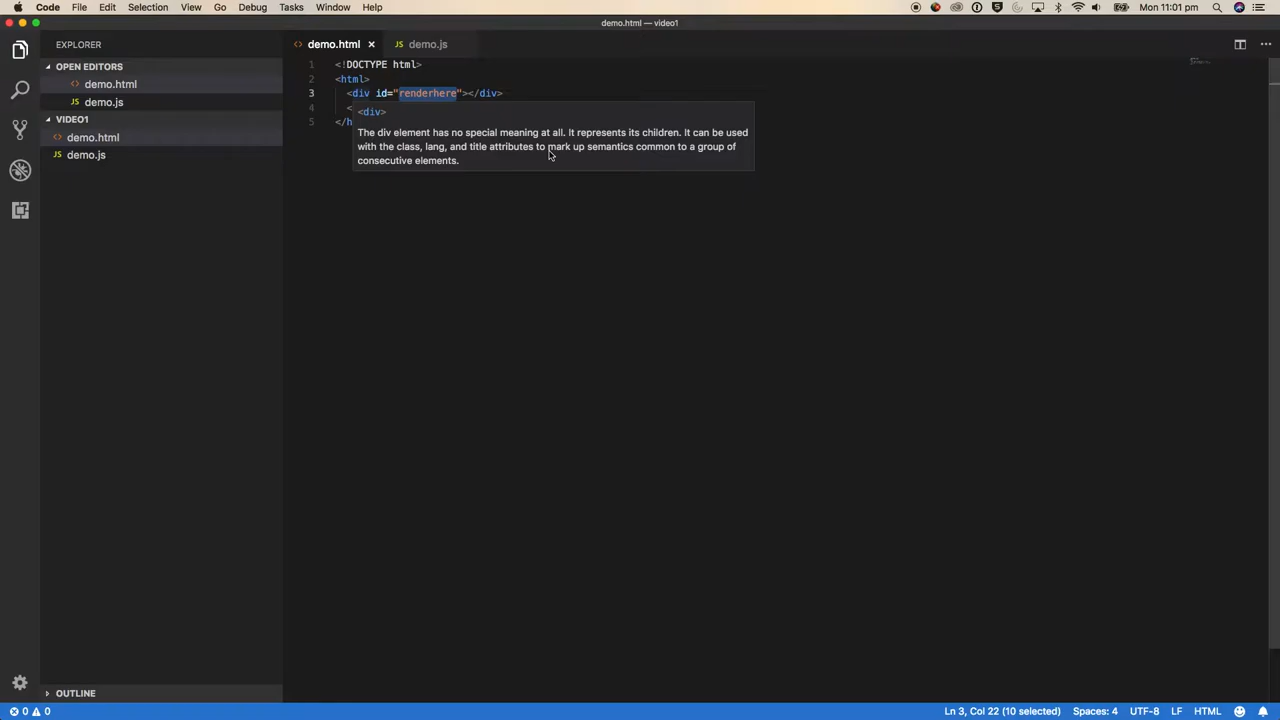 Code File Edit Selection View Go Debug Tasks Window Help Mon 11:01 pm
demo.html — video1
EXPLORER
demo.html
JS demo.js
OPEN EDITORS
demo.html
JS demo.js
VIDEO1
demo.html
JS demo.js
1 <!DOCTYPE html>
2 <html>
3 <div id="renderhere"></div>
4 <
5 </h
<div>
The div element has no special meaning at all. It represents its children. It can be used
with the class, lang, and title attributes to mark up semantics common to a group of
consecutive elements.
OUTLINE
0 0 Ln 3, Col 22 (10 selected) Spaces: 4 UTF-8 LF HTML